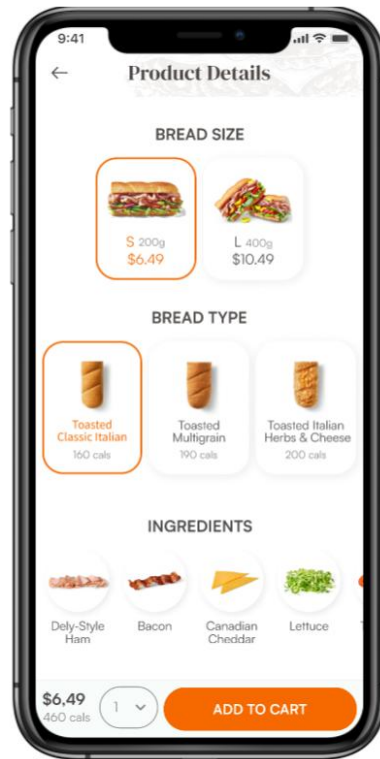 9:41
Product Details
BREAD SIZE
S 200g
$6.49
L 400g
$10.49
BREAD TYPE
Toasted
Classic Italian
160 cals
Toasted
Multigrain
190 cals
Toasted Italian
Herbs & Cheese
200 cals
INGREDIENTS
Dely-Style
Ham
Bacon
Canadian
Cheddar
Lettuce
$6,49
460 cals
1
ADD TO CART